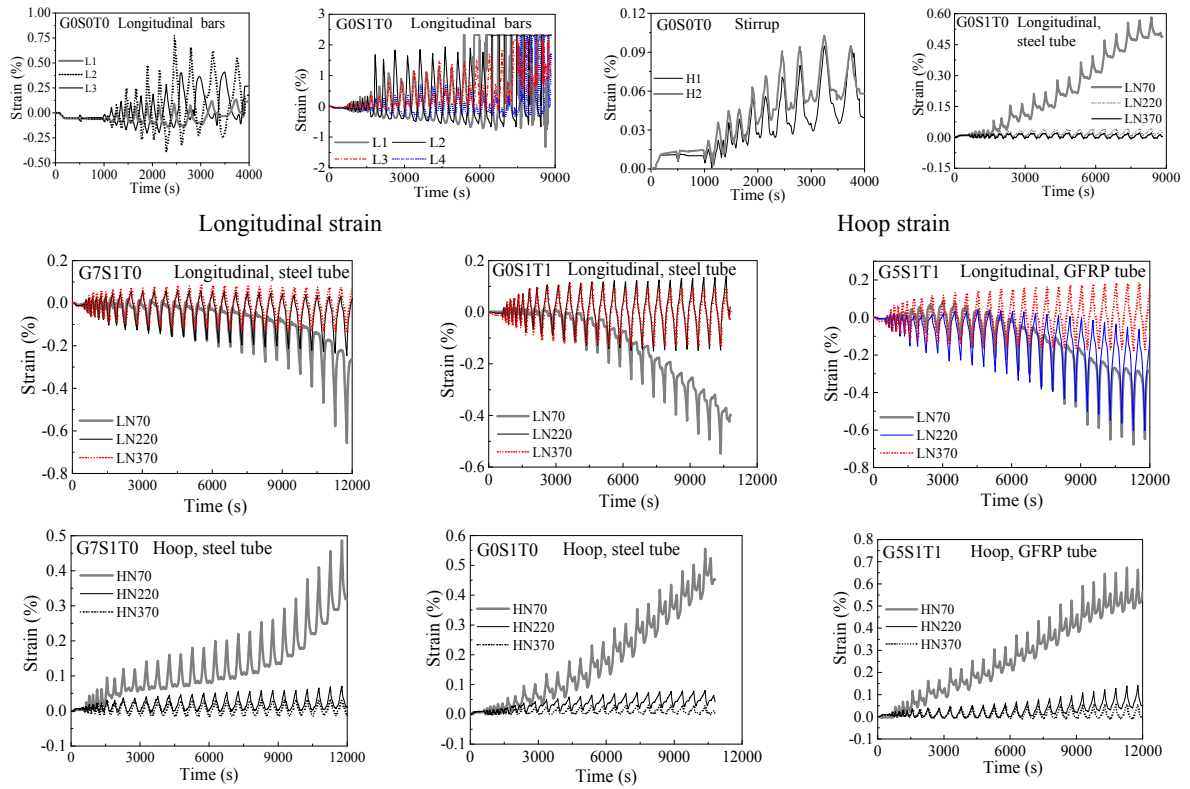 G0S0T0 Longitudinal bars
Strain (%)
1.00
0.75
0.50
0.25
0.00
-0.25
-0.50
L1
L2
L3
0 1000 2000 3000 4000
Time (s)
G0S1T0 Longitudinal bars
Strain (%)
3
2
1
0
-1
-2
L1 L2
L3 L4
0 3000 6000 9000
Time (s)
G0S0T0 Stirrup
Strain (%)
0.12
0.09
0.06
0.03
0.00
H1
H2
0 1000 2000 3000 4000
Time (s)
G0S1T0 Longitudinal,
steel tube
Strain (%)
0.60
0.45
0.30
0.15
0.00
-0.15
LN70
LN220
LN370
0 3000 6000 9000
Time (s)
Longitudinal strain
Hoop strain
G7S1T0 Longitudinal, steel tube
Strain (%)
0.2
0.0
-0.2
-0.4
-0.6
-0.8
LN70
LN220
LN370
0 3000 6000 9000 12000
Time (s)
G0S1T1 Longitudinal, steel tube
Strain (%)
0.2
0.0
-0.2
-0.4
-0.6
LN70
LN220
LN370
0 3000 6000 9000 12000
Time (s)
G5S1T1 Longitudinal, GFRP tube
Strain (%)
0.2
0.0
-0.2
-0.4
-0.6
-0.8
LN70
LN220
LN370
0 3000 6000 9000 12000
Time (s)
G7S1T0 Hoop, steel tube
Strain (%)
0.5
0.4
0.3
0.2
0.1
0.0
-0.1
HN70
HN220
HN370
0 3000 6000 9000 12000
Time (s)
G0S1T0 Hoop, steel tube
Strain (%)
0.6
0.5
0.4
0.3
0.2
0.1
0.0
-0.1
HN70
HN220
HN370
0 3000 6000 9000 12000
Time (s)
G5S1T1 Hoop, GFRP tube
Strain (%)
0.8
0.7
0.6
0.5
0.4
0.3
0.2
0.1
0.0
-0.1
HN70
HN220
HN370
0 3000 6000 9000 12000
Time (s)